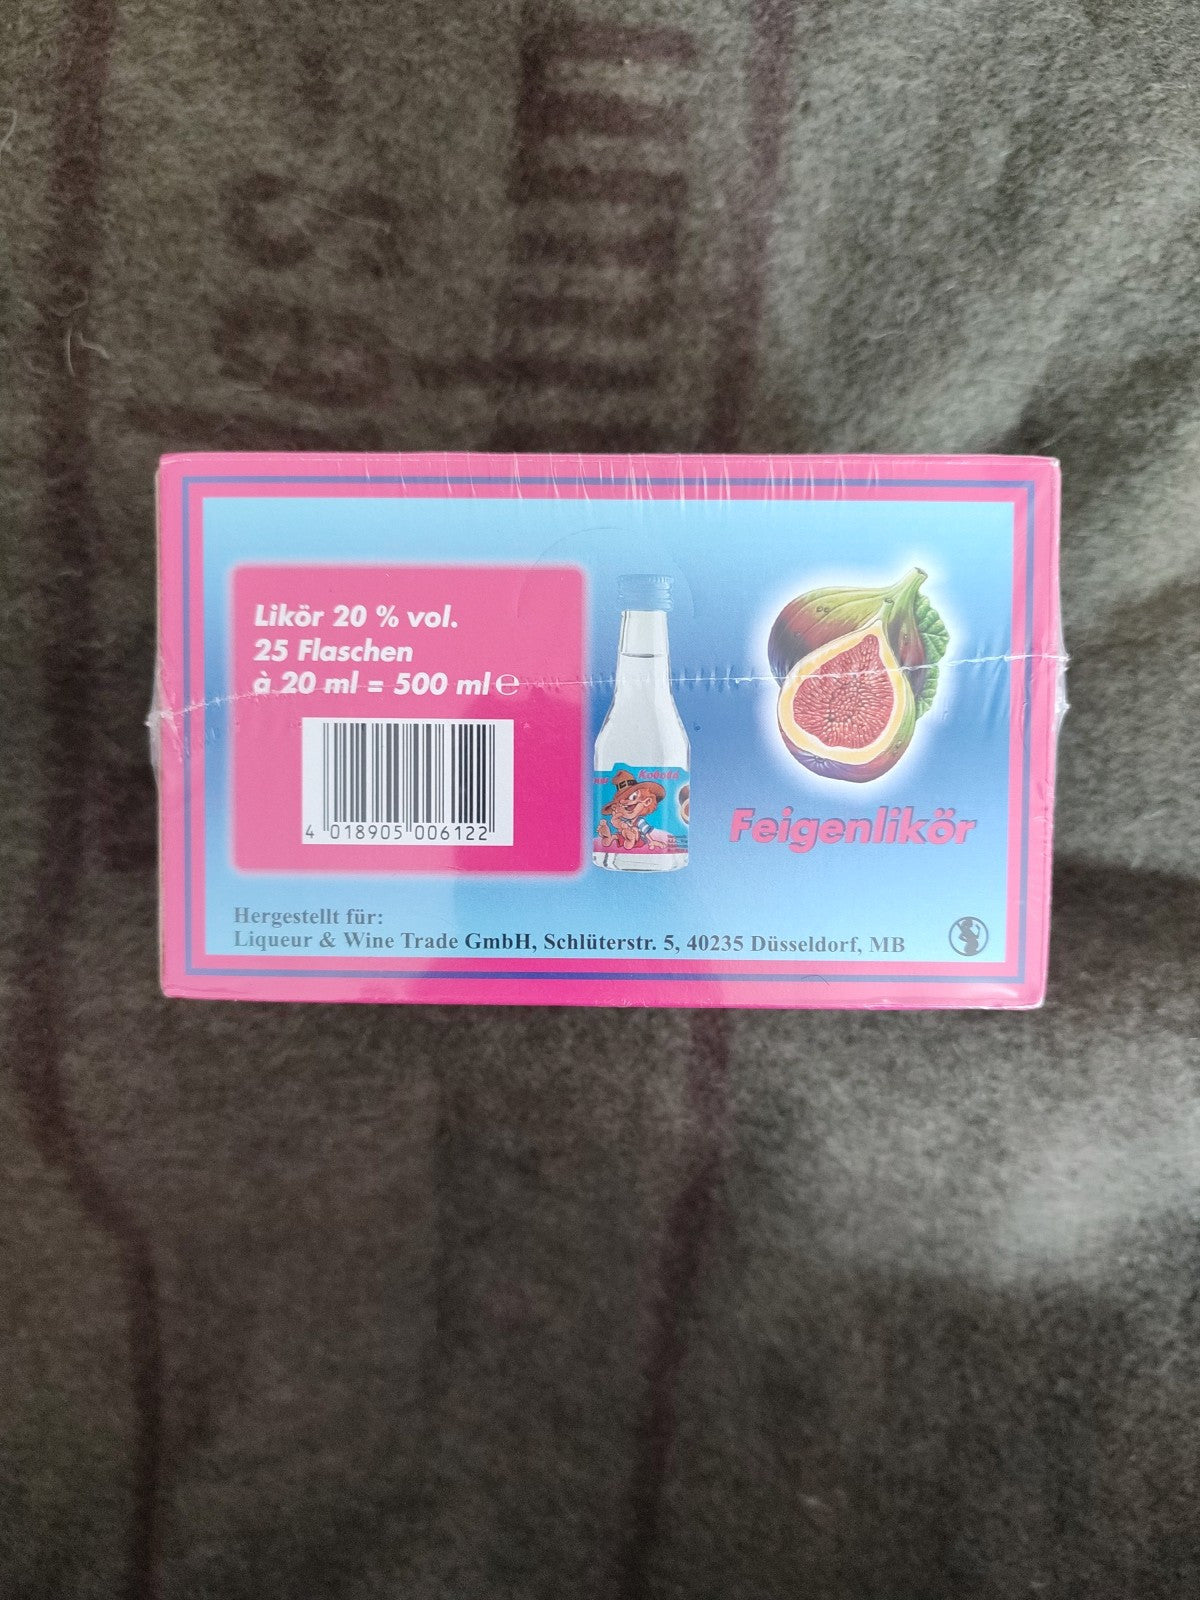 Likör 20 % vol.
25 Flaschen
à 20 ml = 500 ml ℮
4 018905 006122
Feigenlikör
Hergestellt für:
Liqueur & Wine Trade GmbH, Schlüterstr. 5, 40235 Düsseldorf, MB